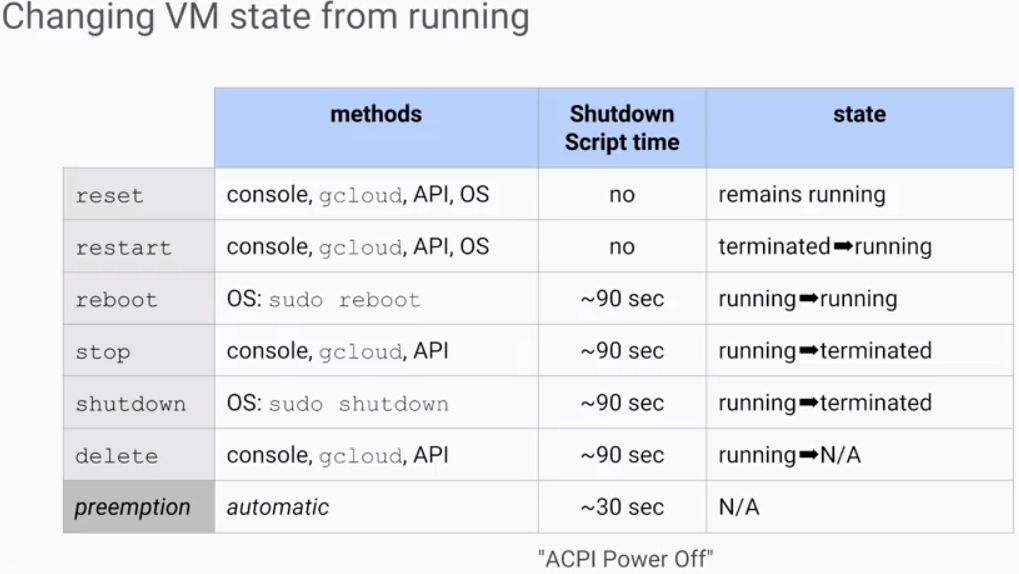 Changing VM state from running
methods Shutdown Script time state
reset console, gcloud, API, OS no remains running
restart console, gcloud, API, OS no terminated➡running
reboot OS: sudo reboot ~90 sec running➡running
stop console, gcloud, API ~90 sec running➡terminated
shutdown OS: sudo shutdown ~90 sec running➡terminated
delete console, gcloud, API ~90 sec running➡N/A
preemption automatic ~30 sec N/A
"ACPI Power Off"